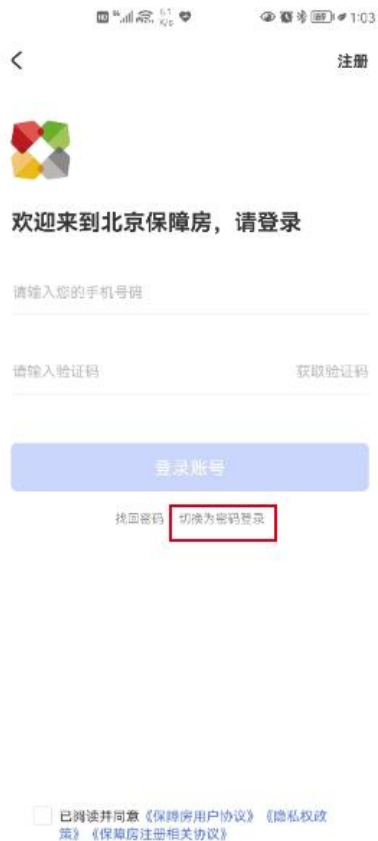 1:03
注册
欢迎来到北京保障房，请登录
请输入您的手机号码
请输入验证码 获取验证码
登录账号
找回密码 切换为密码登录
已阅读并同意《保障房用户协议》《隐私权政
策》《保障房注册相关协议》